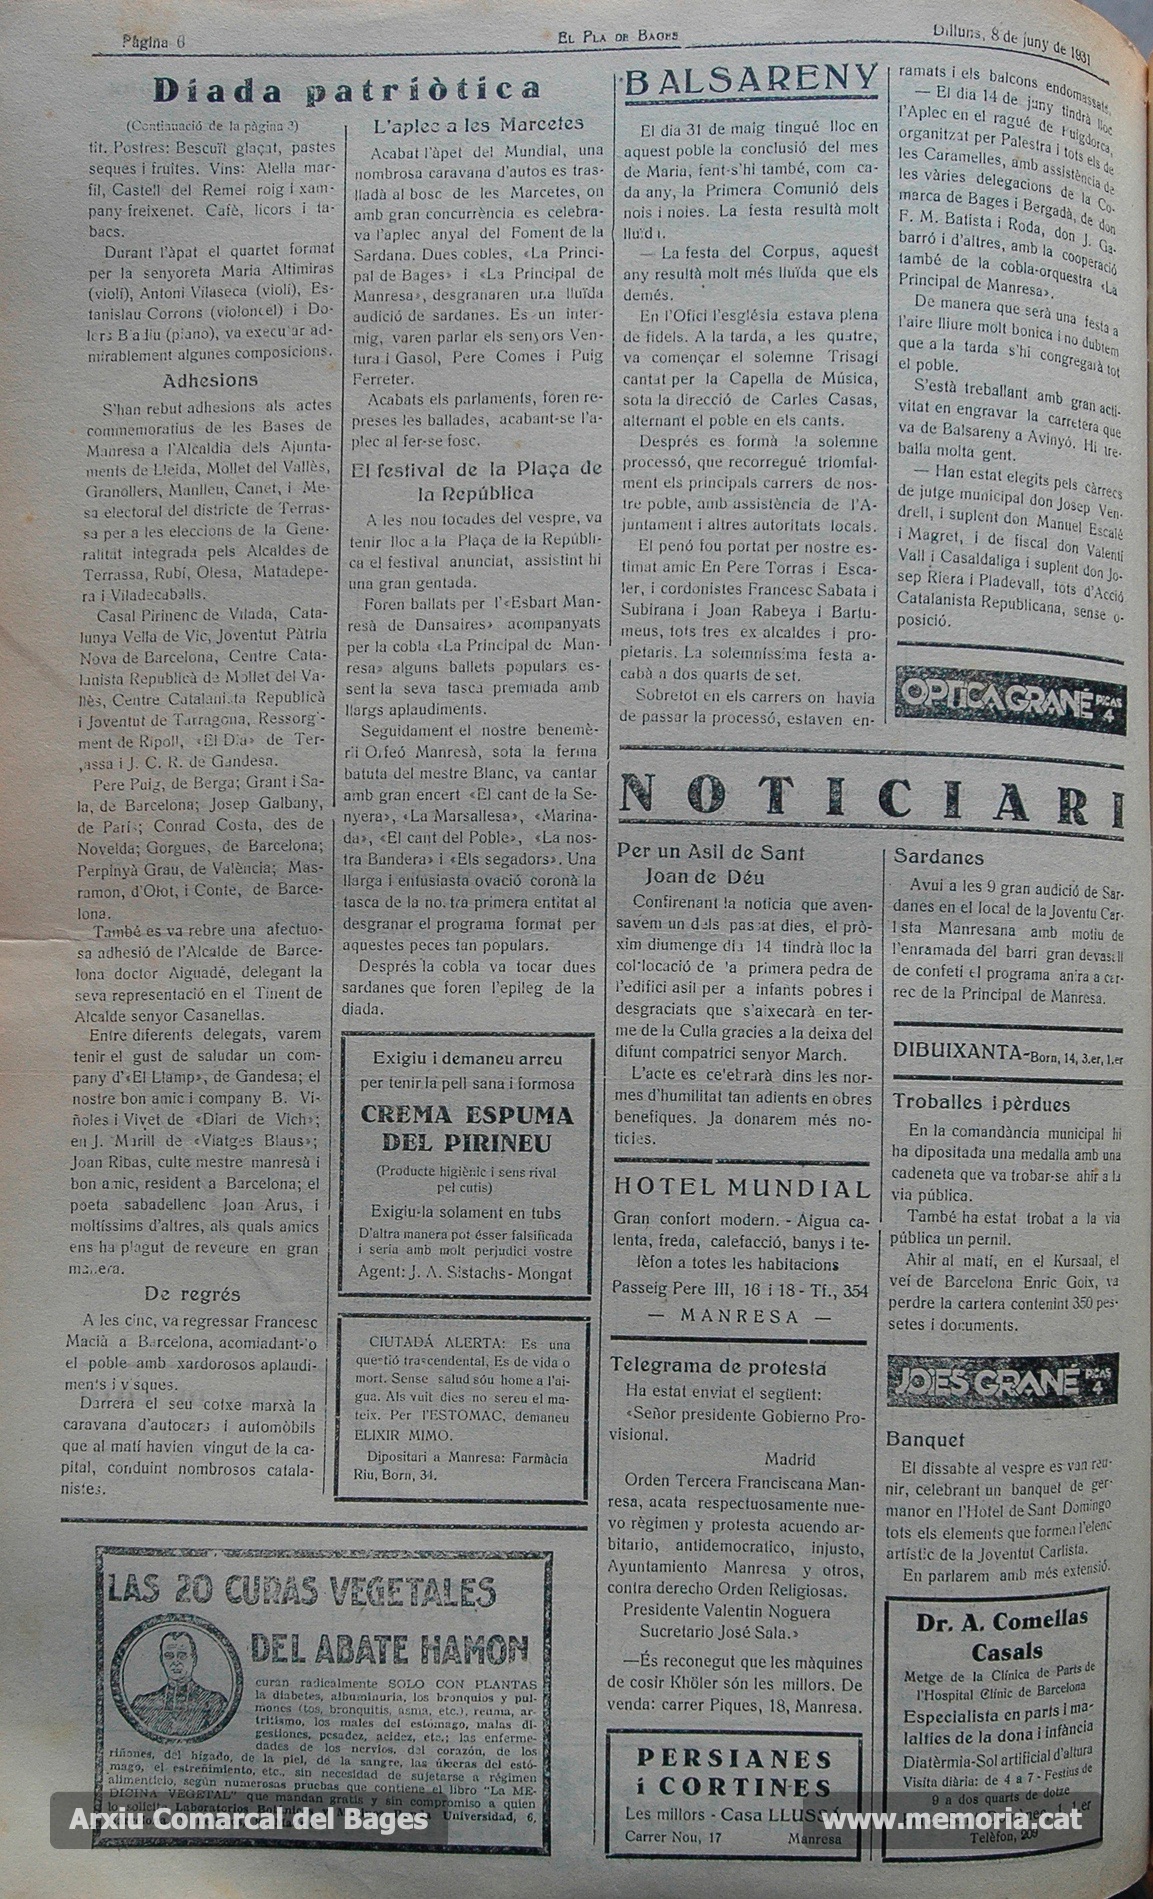 Pàgina 6
EL PLA DE BAGES
Dilluns, 8 de juny de 1931
Diada patriòtica
(Continuació de la pàgina 3)
tit. Postres: Bescuït glaçat, pastes
seques i fruites. Vins: Alella mar-
fil, Castell del Remei roig i xam-
pany freixenet. Cafè, licors i ta-
bacs.
Durant l'àpat el quartet format
per la senyoreta Maria Altimiras
(violí), Antoni Vilaseca (violí), Es-
tanislau Corrons (violoncel) i Do-
lors Badiu (piano), va executar ad-
mirablement algunes composicions.
Adhesions
S'han rebut adhesions als actes
commemoratius de les Bases de
Manresa a l'Alcaldia dels Ajunta-
ments de Lleida, Mollet del Vallès,
Granollers, Manlleu, Canet, i Me-
sa electoral del districte de Terras-
sa per a les eleccions de la Gene-
ralitat integrada pels Alcaldes de
Terrassa, Rubí, Olesa, Matadepe-
ra i Viladecaballs.
Casal Pirinenc de Vilada, Cata-
lunya Vella de Vic, Joventut Pàtria
Nova de Barcelona, Centre Cata-
lanista Republicà de Mollet del Va-
llès, Centre Catalanista Republicà
i Joventut de Tarragona, Ressorgi-
ment de Ripoll, «El Dia» de Ter-
rassa i J. C. R. de Gandesa.
Pere Puig, de Berga; Grant i Sa-
la, de Barcelona; Josep Galbany,
de París; Conrad Costa, des de
Novelda; Gorgues, de Barcelona;
Perpinyà Grau, de València; Mas-
ramon, d'Olot, i Conte, de Barce-
lona.
També es va rebre una afectuo-
sa adhesió de l'Alcalde de Barce-
lona doctor Aiguadé, delegant la
seva representació en el Tinent de
Alcalde senyor Casanellas.
Entre diferents delegats, varem
tenir el gust de saludar un com-
pany d'«El Llamp», de Gandesa; el
nostre bon amic i company B. Vi-
ñoles i Vivet de «Diari de Vich»;
en J. Marill de «Viatges Blaus»;
Joan Ribas, culte mestre manresà i
bon amic, resident a Barcelona; el
poeta sabadellenc Joan Arus, i
moltíssims d'altres, als quals amics
ens ha plagut de reveure en gran
manera.
De regrés
A les cinc, va regressar Francesc
Macià a Barcelona, acomiadant-lo
el poble amb xardorosos aplaudi-
ments i visques.
Darrera el seu cotxe marxà la
caravana d'autocars i automòbils
que al matí havien vingut de la ca-
pital, conduint nombrosos catala-
nistes.
L'aplec a les Marcetes
Acabat l'àpet del Mundial, una
nombrosa caravana d'autos es tras-
lladà al bosc de les Marcetes, on
amb gran concurrència es celebra-
va l'aplec anyal del Foment de la
Sardana. Dues cobles, «La Princi-
pal de Bages» i «La Principal de
Manresa», desgranaren una lluïda
audició de sardanes. Es un inter-
mig, varen parlar els senyors Ven-
tura i Gasol, Pere Comes i Puig
Ferreter.
Acabats els parlaments, foren re-
preses les ballades, acabant-se l'a-
plec al fer-se fosc.
El festival de la Plaça de
la República
A les nou tocades del vespre, va
tenir lloc a la Plaça de la Repúbli-
ca el festival anunciat, assistint hi
una gran gentada.
Foren ballats per l'«Esbart Man-
resà de Dansaires» acompanyats
per la cobla «La Principal de Man-
resa» alguns ballets populars es-
sent la seva tasca premiada amb
llargs aplaudiments.
Seguidament el nostre benemè-
rit Orfeó Manresà, sota la ferma
batuta del mestre Blanc, va cantar
amb gran encert «El cant de la Se-
nyera», «La Marsallesa», «Marina-
da», «El cant del Poble», «La nos-
tra Bandera» i «Els segadors». Una
llarga i entusiasta ovació coronà la
tasca de la nostra primera entitat al
desgranar el programa format per
aquestes peces tan populars.
Després la cobla va tocar dues
sardanes que foren l'epíleg de la
diada.
Exigiu i demaneu arreu
per tenir la pell sana i formosa
CREMA ESPUMA
DEL PIRINEU
(Producte higiènic i sens rival
pel cutis)
Exigiu-la solament en tubs
D'altra manera pot ésser falsificada
i seria amb molt perjudici vostre
Agent: J. A. Sistachs - Mongat
CIUTADÁ ALERTA: Es una
questió trascendental, Es de vida o
mort. Sense salud sóu home a l'ai-
gua. Als vuit dies no sereu el ma-
teix. Per l'ESTOMAC, demaneu
ELIXIR MIMO.
Dipositari a Manresa: Farmàcia
Riu, Born, 34.
LAS 20 CURAS VEGETALES
DEL ABATE HAMON
curan radicalmente SOLO CON PLANTAS
la diabetes, albuminuria, los bronquios y pul-
mones (tos, bronquitis, asma, etc.), reuma, ar-
tritismo, los males del estómago, malas di-
gestiones, pesadez, acidez, etc.; las enferme-
dades de los nervios, del corazón, de los
riñones, del hígado, de la piel, de la sangre, las úlceras del estó-
mago, el estreñimiento, etc., sin necesidad de sujetarse a régimen
alimenticio, según numerosas pruebas que contiene el libro "La ME-
DICINA VEGETAL" que mandan gratis y sin compromiso a quien
lo solicita Laboratorios Universidad, 6,
BALSARENY
El dia 31 de maig tingué lloc en
aquest poble la conclusió del mes
de Maria, fent-s'hi també, com ca-
da any, la Primera Comunió dels
nois i noies. La festa resultà molt
lluïdi.
— La festa del Corpus, aquest
any resultà molt més lluïda que els
demés.
En l'Ofici l'església estava plena
de fidels. A la tarda, a les quatre,
va començar el solemne Trisagi
cantat per la Capella de Música,
sota la direcció de Carles Casas,
alternant el poble en els cants.
Després es formà la solemne
processó, que recorregué triomfal-
ment els principals carrers de nos-
tre poble, amb assistència de l'A-
juntament i altres autoritats locals.
El penó fou portat per nostre es-
timat amic En Pere Torras i Esca-
ler, i cordonistes Francesc Sabata i
Subirana i Joan Rabeya i Bartu-
meus, tots tres ex alcaldes i pro-
pietaris. La solemníssima festa a-
cabà a dos quarts de set.
Sobretot en els carrers on havia
de passar la processó, estaven en-
ramats i els balcons endomassats.
— El dia 14 de juny tindrà lloc
l'Aplec en el ragué de Puigdorca,
organitzat per Palestra i tots els de
les Caramelles, amb assistència de
les vàries delegacions de la Co-
marca de Bages i Bergadà, de don
F. M. Batista i Roda, don J. Ga-
barró i d'altres, amb la cooperació
també de la cobla-orquestra «La
Principal de Manresa».
De manera que serà una festa a
l'aire lliure molt bonica i no dubtem
que a la tarda s'hi congregarà tot
el poble.
S'està treballant amb gran acti-
vitat en engravar la carretera que
va de Balsareny a Avinyó. Hi tre-
balla molta gent.
— Han estat elegits pels càrrecs
de jutge municipal don Josep Ven-
drell, i suplent don Manuel Escalé
i Magret, i de fiscal don Valentí
Vall i Casaldaliga i suplent don Jo-
sep Riera i Pladevall, tots d'Acció
Catalanista Republicana, sense o-
posició.
OPTICA GRANÉ PICAS 4
NOTICIARI
Per un Asil de Sant
Joan de Déu
Confirenant la notícia que aven-
savem un dels passat dies, el prò-
xim diumenge dia 14 tindrà lloc la
col·locació de 'a primera pedra de
l'edifici asil per a infants pobres i
desgraciats que s'aixecarà en ter-
me de la Culla gracies a la deixa del
difunt compatrici senyor March.
L'acte es celebrarà dins les nor-
mes d'humilitat tan adients en obres
benefiques. Ja donarem més no-
tícies.
HOTEL MUNDIAL
Gran confort modern. - Aigua ca-
lenta, freda, calefacció, banys i te-
lèfon a totes les habitacions
Passeig Pere III, 16 i 18 - Tf., 354
— MANRESA —
Telegrama de protesta
Ha estat enviat el següent:
«Señor presidente Gobierno Pro-
visional.
Madrid
Orden Tercera Franciscana Man-
resa, acata respectuosamente nue-
vo règimen y protesta acuendo ar-
bitario, antidemocratico, injusto,
Ayuntamiento Manresa y otros,
contra derecho Orden Religiosas.
Presidente Valentin Noguera
Sucretario José Sala.»
—És reconegut que les màquines
de cosir Khöler són les millors. De
venda: carrer Piques, 18, Manresa.
PERSIANES
i CORTINES
Les millors - Casa LLUSSÁ
Carrer Nou, 17 Manresa
Sardanes
Avui a les 9 gran audició de Sar-
danes en el local de la Joventu Car-
lista Manresana amb motiu de
l'enramada del barri gran devasill
de confeti el programa anira a cer-
rec de la Principal de Manresa.
DIBUIXANTA-Born, 14, 3.er, 1.er
Troballes i pèrdues
En la comandància municipal hi
ha dipositada una medalla amb una
cadeneta que va trobar-se ahir a la
via pública.
També ha estat trobat a la via
pública un pernil.
Ahir al matí, en el Kursaal, el
veí de Barcelona Enric Goix, va
perdre la cartera contenint 350 pes-
setes i documents.
JOIES GRANÉ PICAS 4
Banquet
El dissabte al vespre es van reu-
nir, celebrant un banquet de ger-
manor en l'Hotel de Sant Domingo
tots els elements que formen l'elenc
artístic de la Joventut Carlista.
En parlarem amb més extensió.
Dr. A. Comellas
Casals
Metge de la Clínica de Parts de
l'Hospital Clínic de Barcelona
Especialista en parts i ma-
lalties de la dona i infància
Diatèrmia-Sol artificial d'altura
Visita diària: de 4 a 7 - Festius de
9 a dos quarts de dotze
1.er
Telèfon, 209
Arxiu Comarcal del Bages
www.memoria.cat